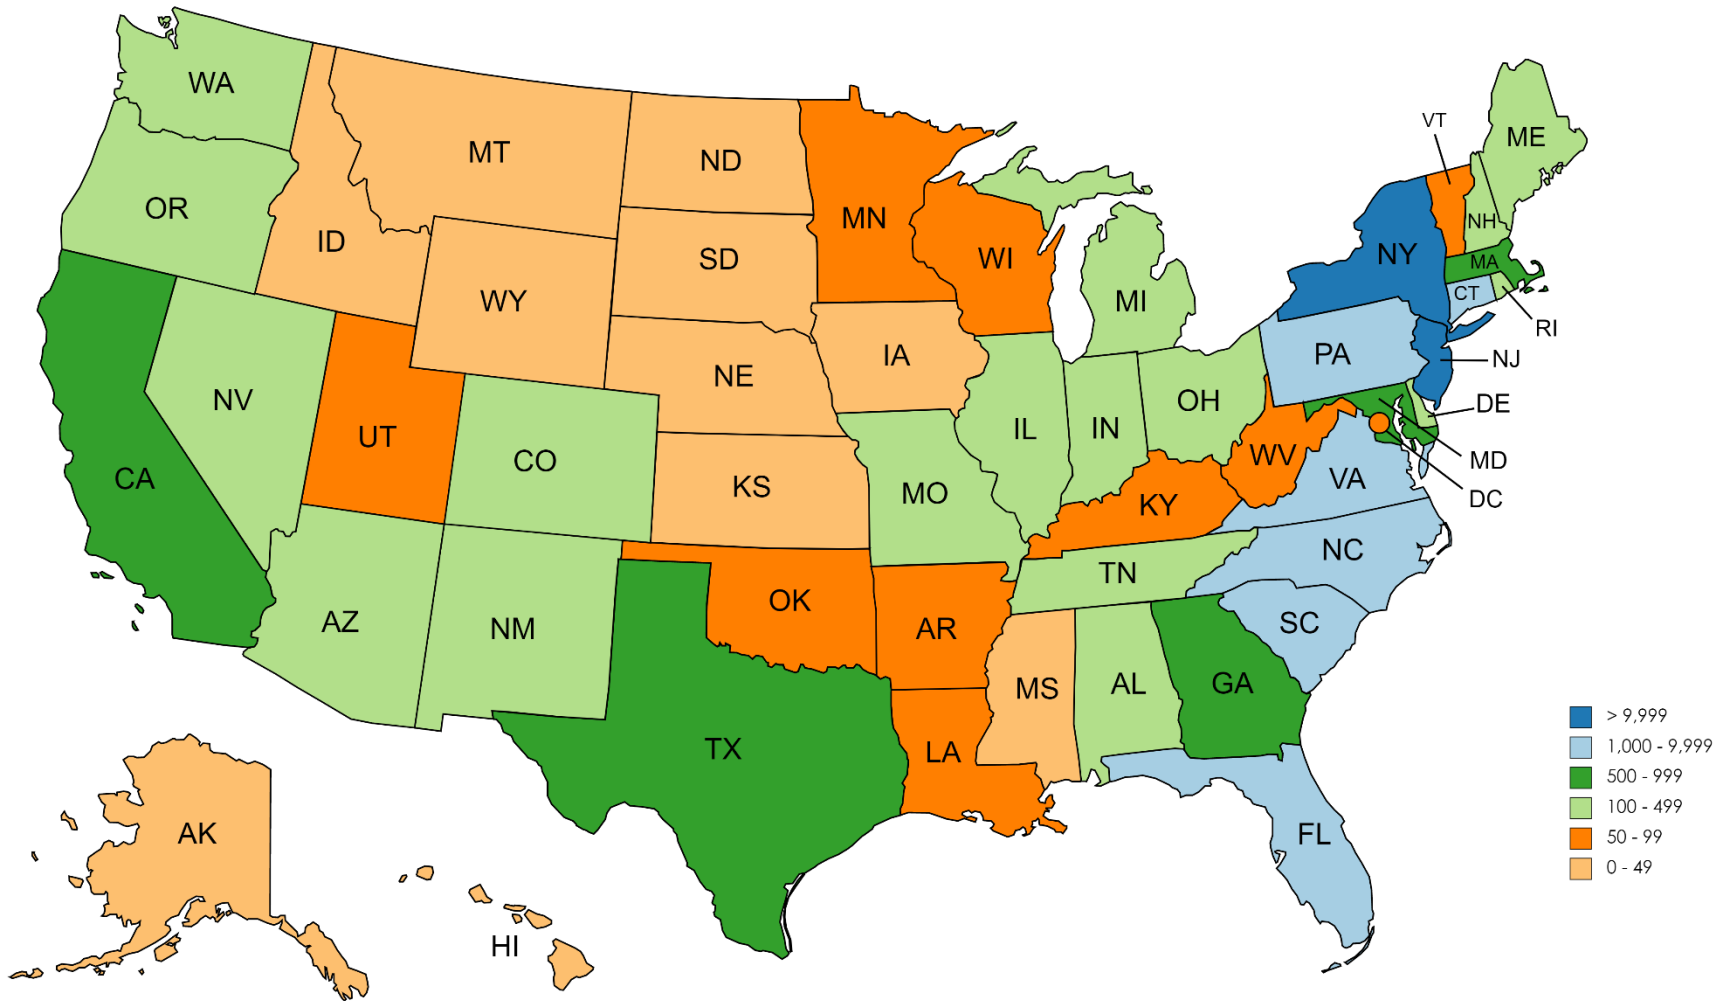 WA
MT
ND
MN
VT
ME
OR
ID
SD
WI
NH
NY
MA
WY
MI
CT
RI
IA
PA
NJ
NE
NV
OH
DE
UT
IL
IN
CO
WV
MD
CA
KS
MO
KY
VA
DC
NC
TN
OK
AZ
NM
AR
SC
MS
AL
GA
TX
LA
> 9,999
1,000 - 9,999
500 - 999
100 - 499
50 - 99
0 - 49
AK
FL
HI